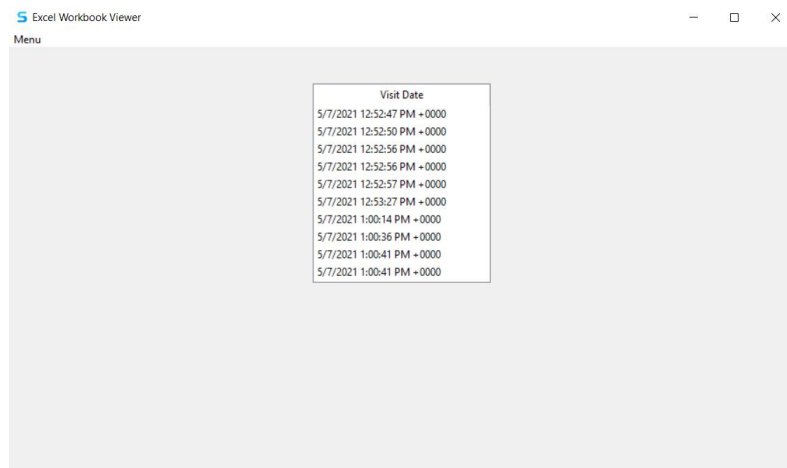 Excel Workbook Viewer
Menu
Visit Date
5/7/2021 12:52:47 PM +0000
5/7/2021 12:52:50 PM +0000
5/7/2021 12:52:56 PM +0000
5/7/2021 12:52:56 PM +0000
5/7/2021 12:52:57 PM +0000
5/7/2021 12:53:27 PM +0000
5/7/2021 1:00:14 PM +0000
5/7/2021 1:00:36 PM +0000
5/7/2021 1:00:41 PM +0000
5/7/2021 1:00:41 PM +0000